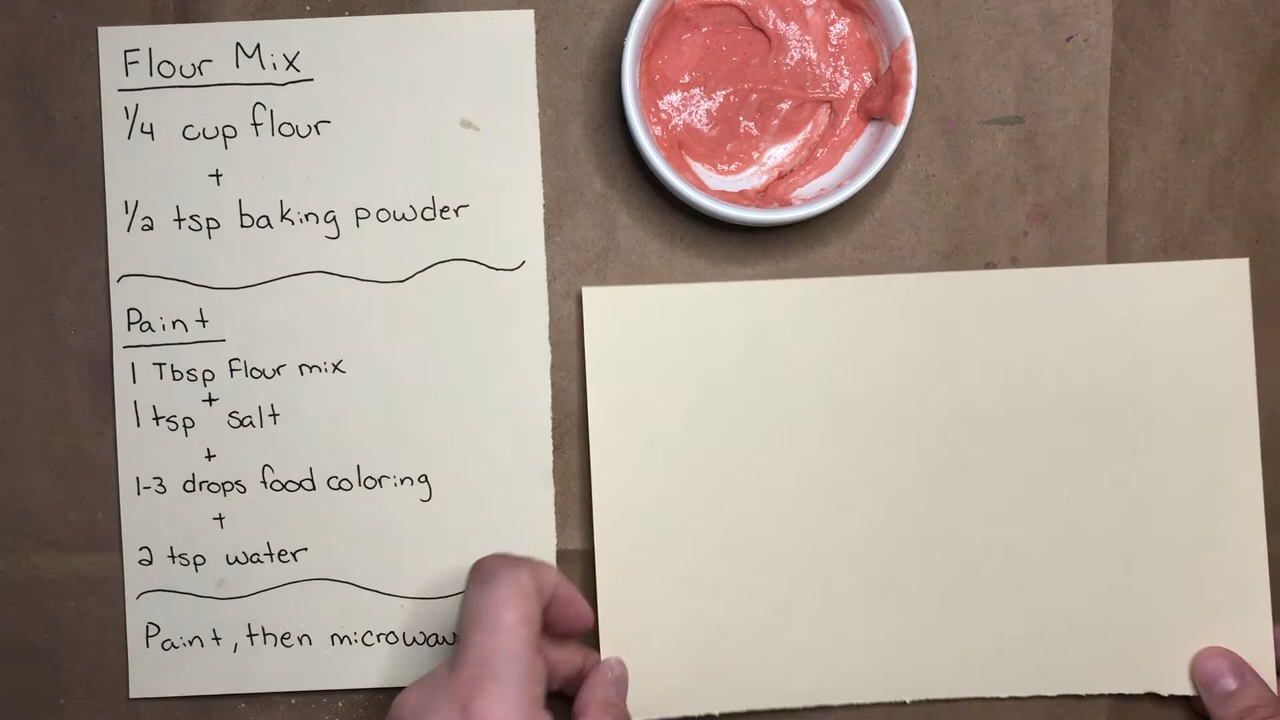 Flour Mix
1/4 cup flour
+
1/2 tsp baking powder
Paint
1 Tbsp Flour mix
+
1 tsp salt
+
1-3 drops food coloring
+
2 tsp water
Paint, then